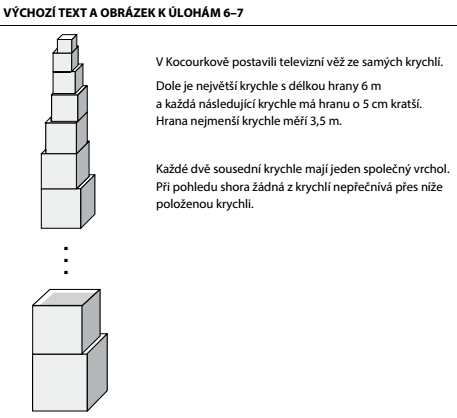 VÝCHOZÍ TEXT A OBRÁZEK K ÚLOHÁM 6–7
V Kocourkově postavili televizní věž ze samých krychlí.
Dole je největší krychle s délkou hrany 6 m
a každá následující krychle má hranu o 5 cm kratší.
Hrana nejmenší krychle měří 3,5 m.
Každé dvě sousední krychle mají jeden společný vrchol.
Při pohledu shora žádná z krychlí nepřečnívá přes níže
položenou krychli.